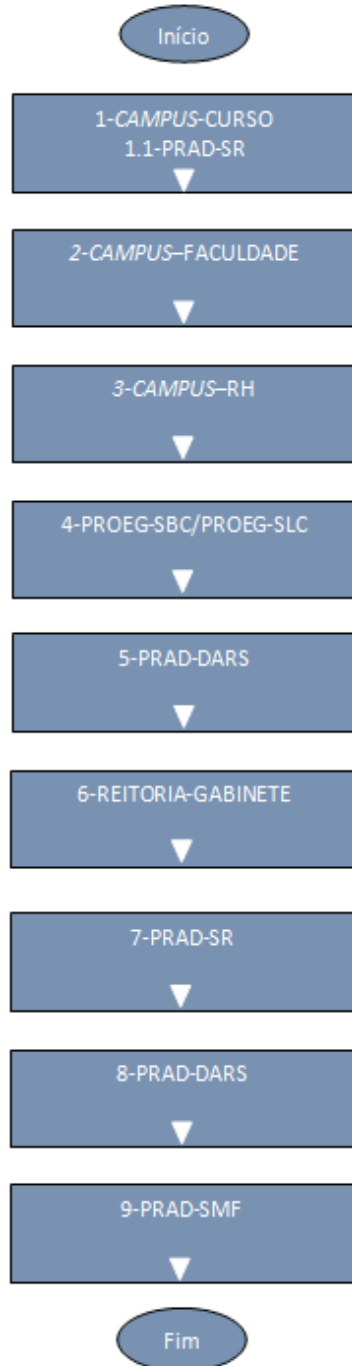 Início
1-CAMPUS-CURSO
1.1-PRAD-SR
2-CAMPUS–FACULDADE
3-CAMPUS–RH
4-PROEG-SBC/PROEG-SLC
5-PRAD-DARS
6-REITORIA-GABINETE
7-PRAD-SR
8-PRAD-DARS
9-PRAD-SMF
Fim